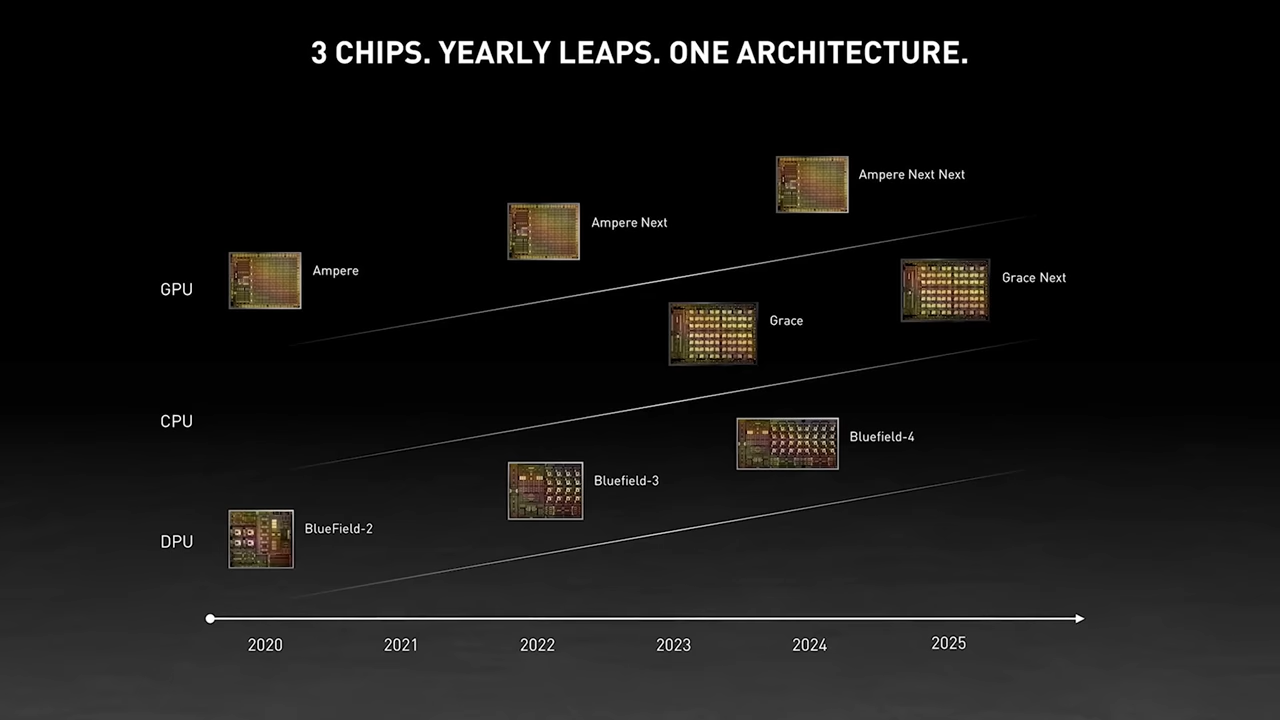 3 CHIPS. YEARLY LEAPS. ONE ARCHITECTURE.
Ampere Next Next
Ampere Next
Ampere
GPU
Grace Next
Grace
CPU
Bluefield-4
Bluefield-3
BlueField-2
DPU
2020 2021 2022 2023 2024 2025